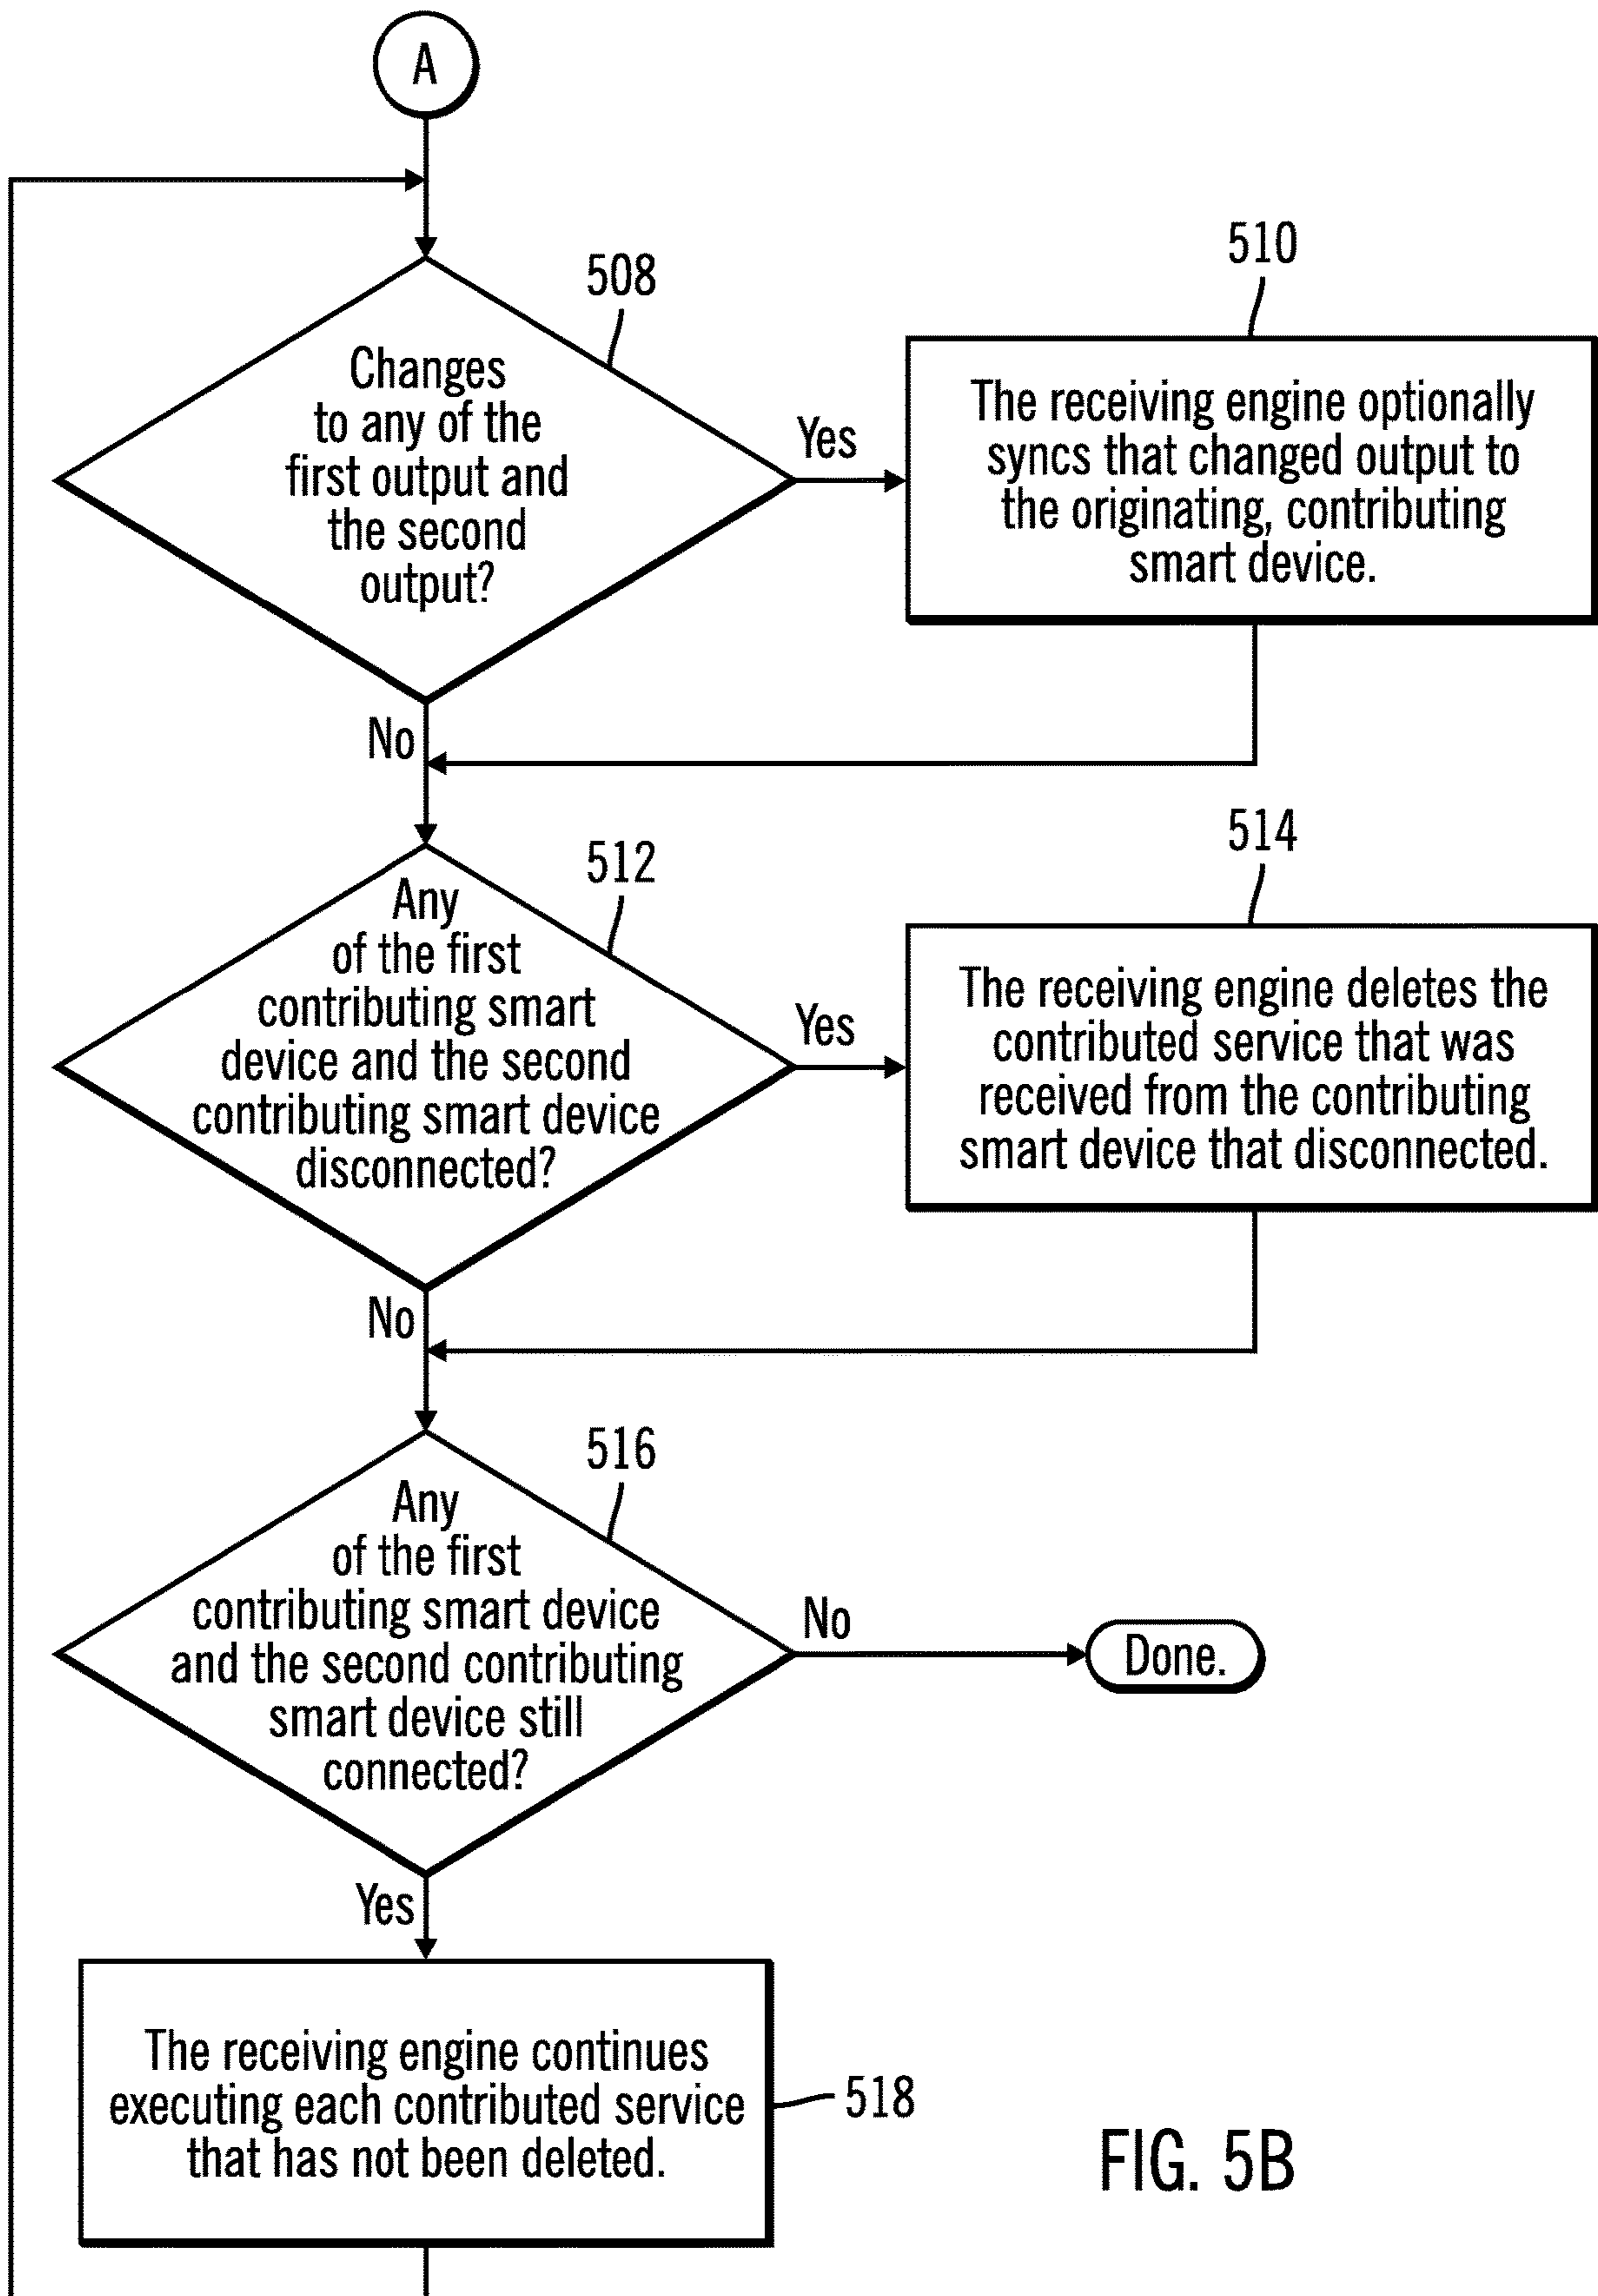 A
508
Changes
to any of the
first output and
the second
output?
Yes
510
The receiving engine optionally
syncs that changed output to
the originating, contributing
smart device.
No
512
Any
of the first
contributing smart
device and the second
contributing smart device
disconnected?
Yes
514
The receiving engine deletes the
contributed service that was
received from the contributing
smart device that disconnected.
No
516
Any
of the first
contributing smart device
and the second contributing
smart device still
connected?
No
Done.
Yes
The receiving engine continues
executing each contributed service
that has not been deleted.
518
FIG. 5B